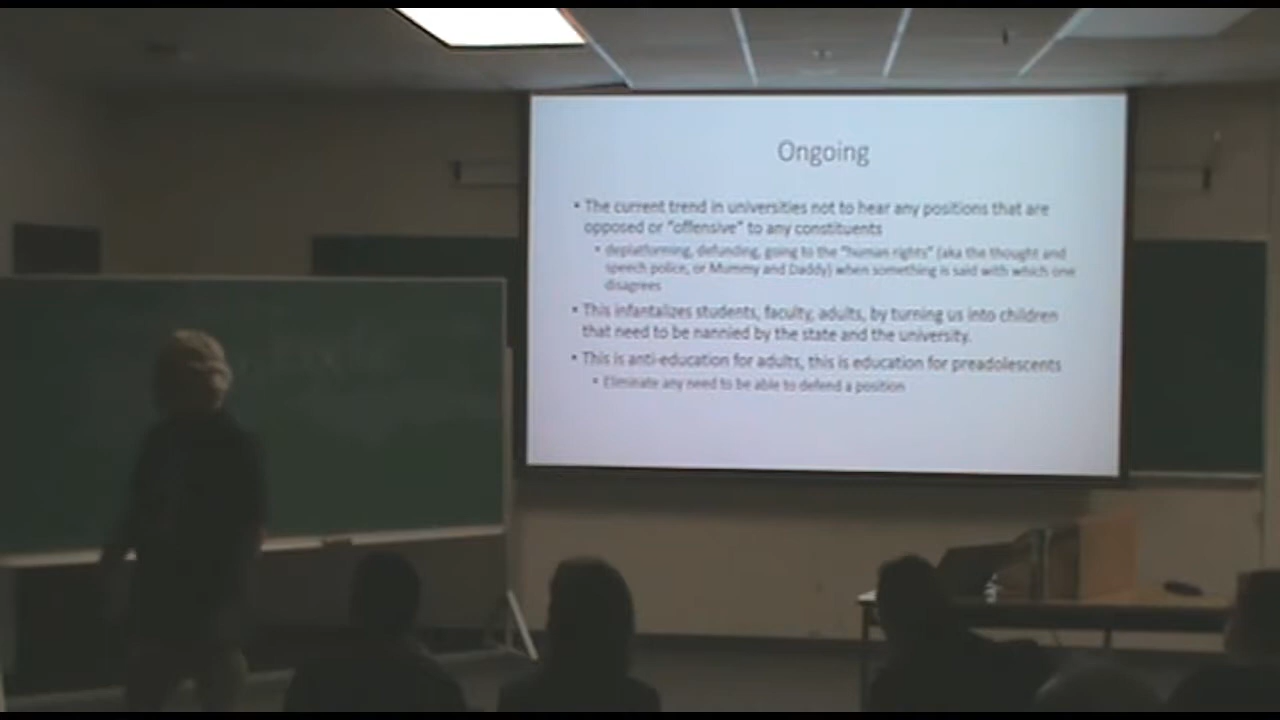 Ongoing
• The current trend in universities not to hear any positions that are
opposed or "offensive" to any constituents
• deplatforming, defunding, going to the "human rights" (aka the thought and
speech police, or Mummy and Daddy) when something is said with which one
disagrees
• This infantalizes students, faculty, adults, by turning us into children
that need to be nannied by the state and the university.
• This is anti-education for adults, this is education for preadolescents
• Eliminate any need to be able to defend a position